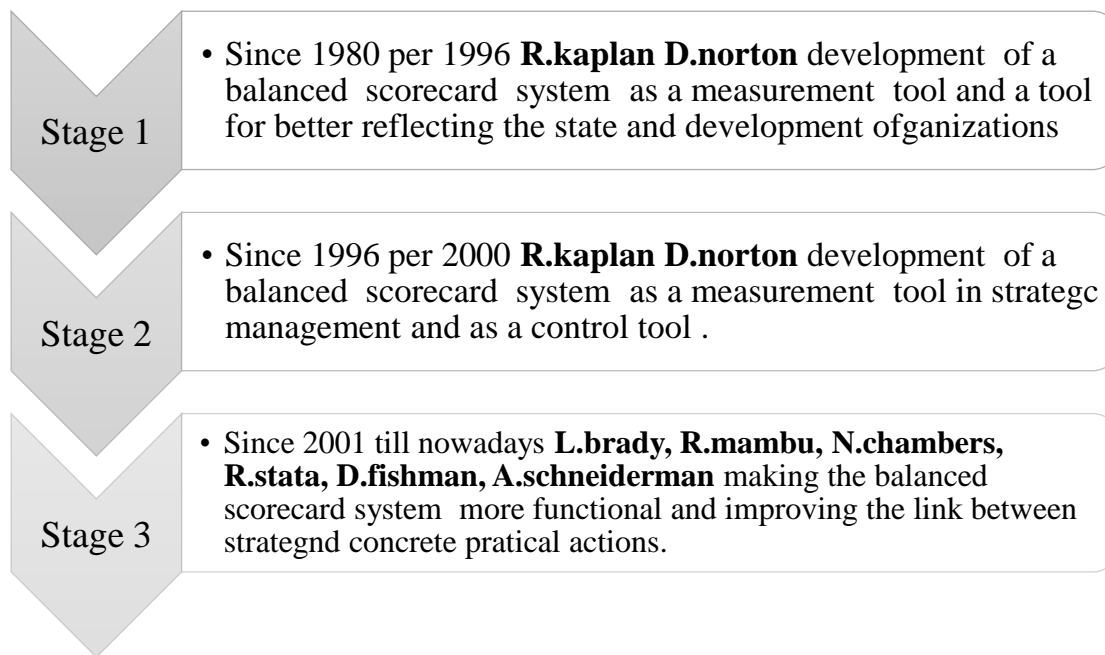 Stage 1
• Since 1980 per 1996 R.kaplan D.norton development of a
balanced scorecard system as a measurement tool and a tool
for better reflecting the state and development ofganizations
Stage 2
• Since 1996 per 2000 R.kaplan D.norton development of a
balanced scorecard system as a measurement tool in strategc
management and as a control tool .
Stage 3
• Since 2001 till nowadays L.brady, R.mambu, N.chambers,
R.stata, D.fishman, A.schneiderman making the balanced
scorecard system more functional and improving the link between
strategnd concrete pratical actions.